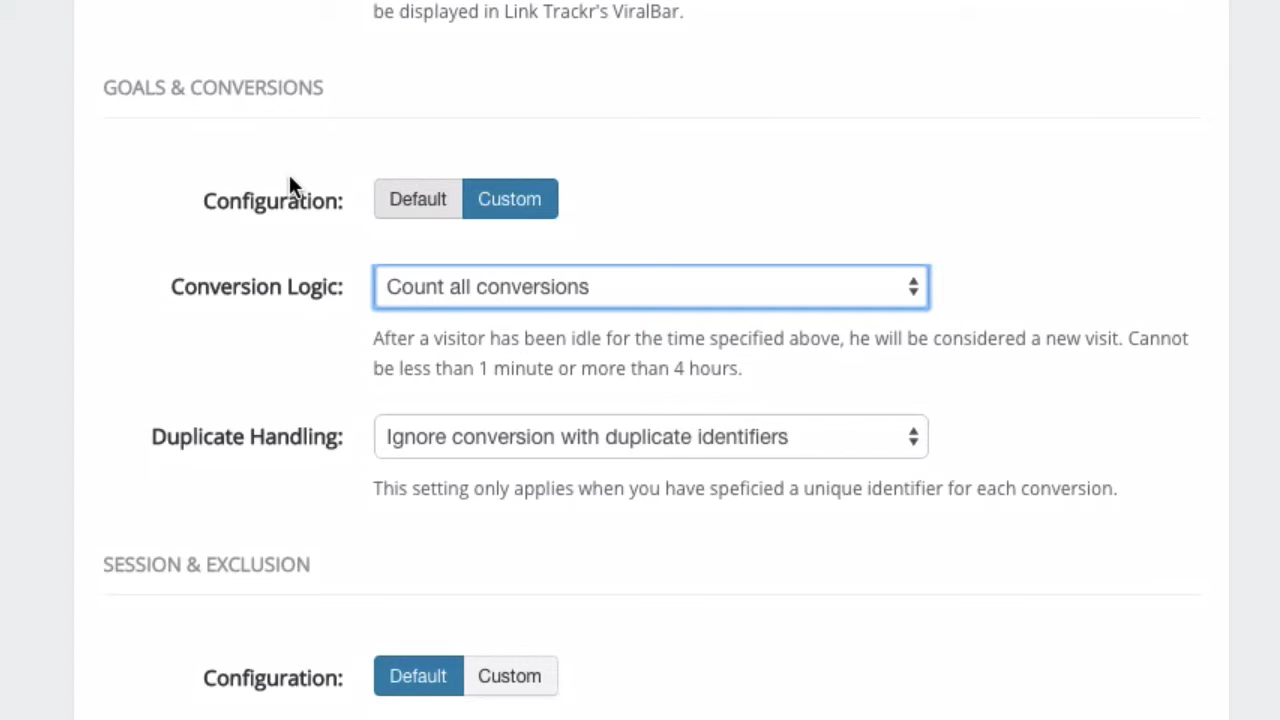 be displayed in Link Trackr's ViralBar.
GOALS & CONVERSIONS
Configuration: Default Custom
Conversion Logic: Count all conversions
After a visitor has been idle for the time specified above, he will be considered a new visit. Cannot
be less than 1 minute or more than 4 hours.
Duplicate Handling: Ignore conversion with duplicate identifiers
This setting only applies when you have speficied a unique identifier for each conversion.
SESSION & EXCLUSION
Configuration: Default Custom